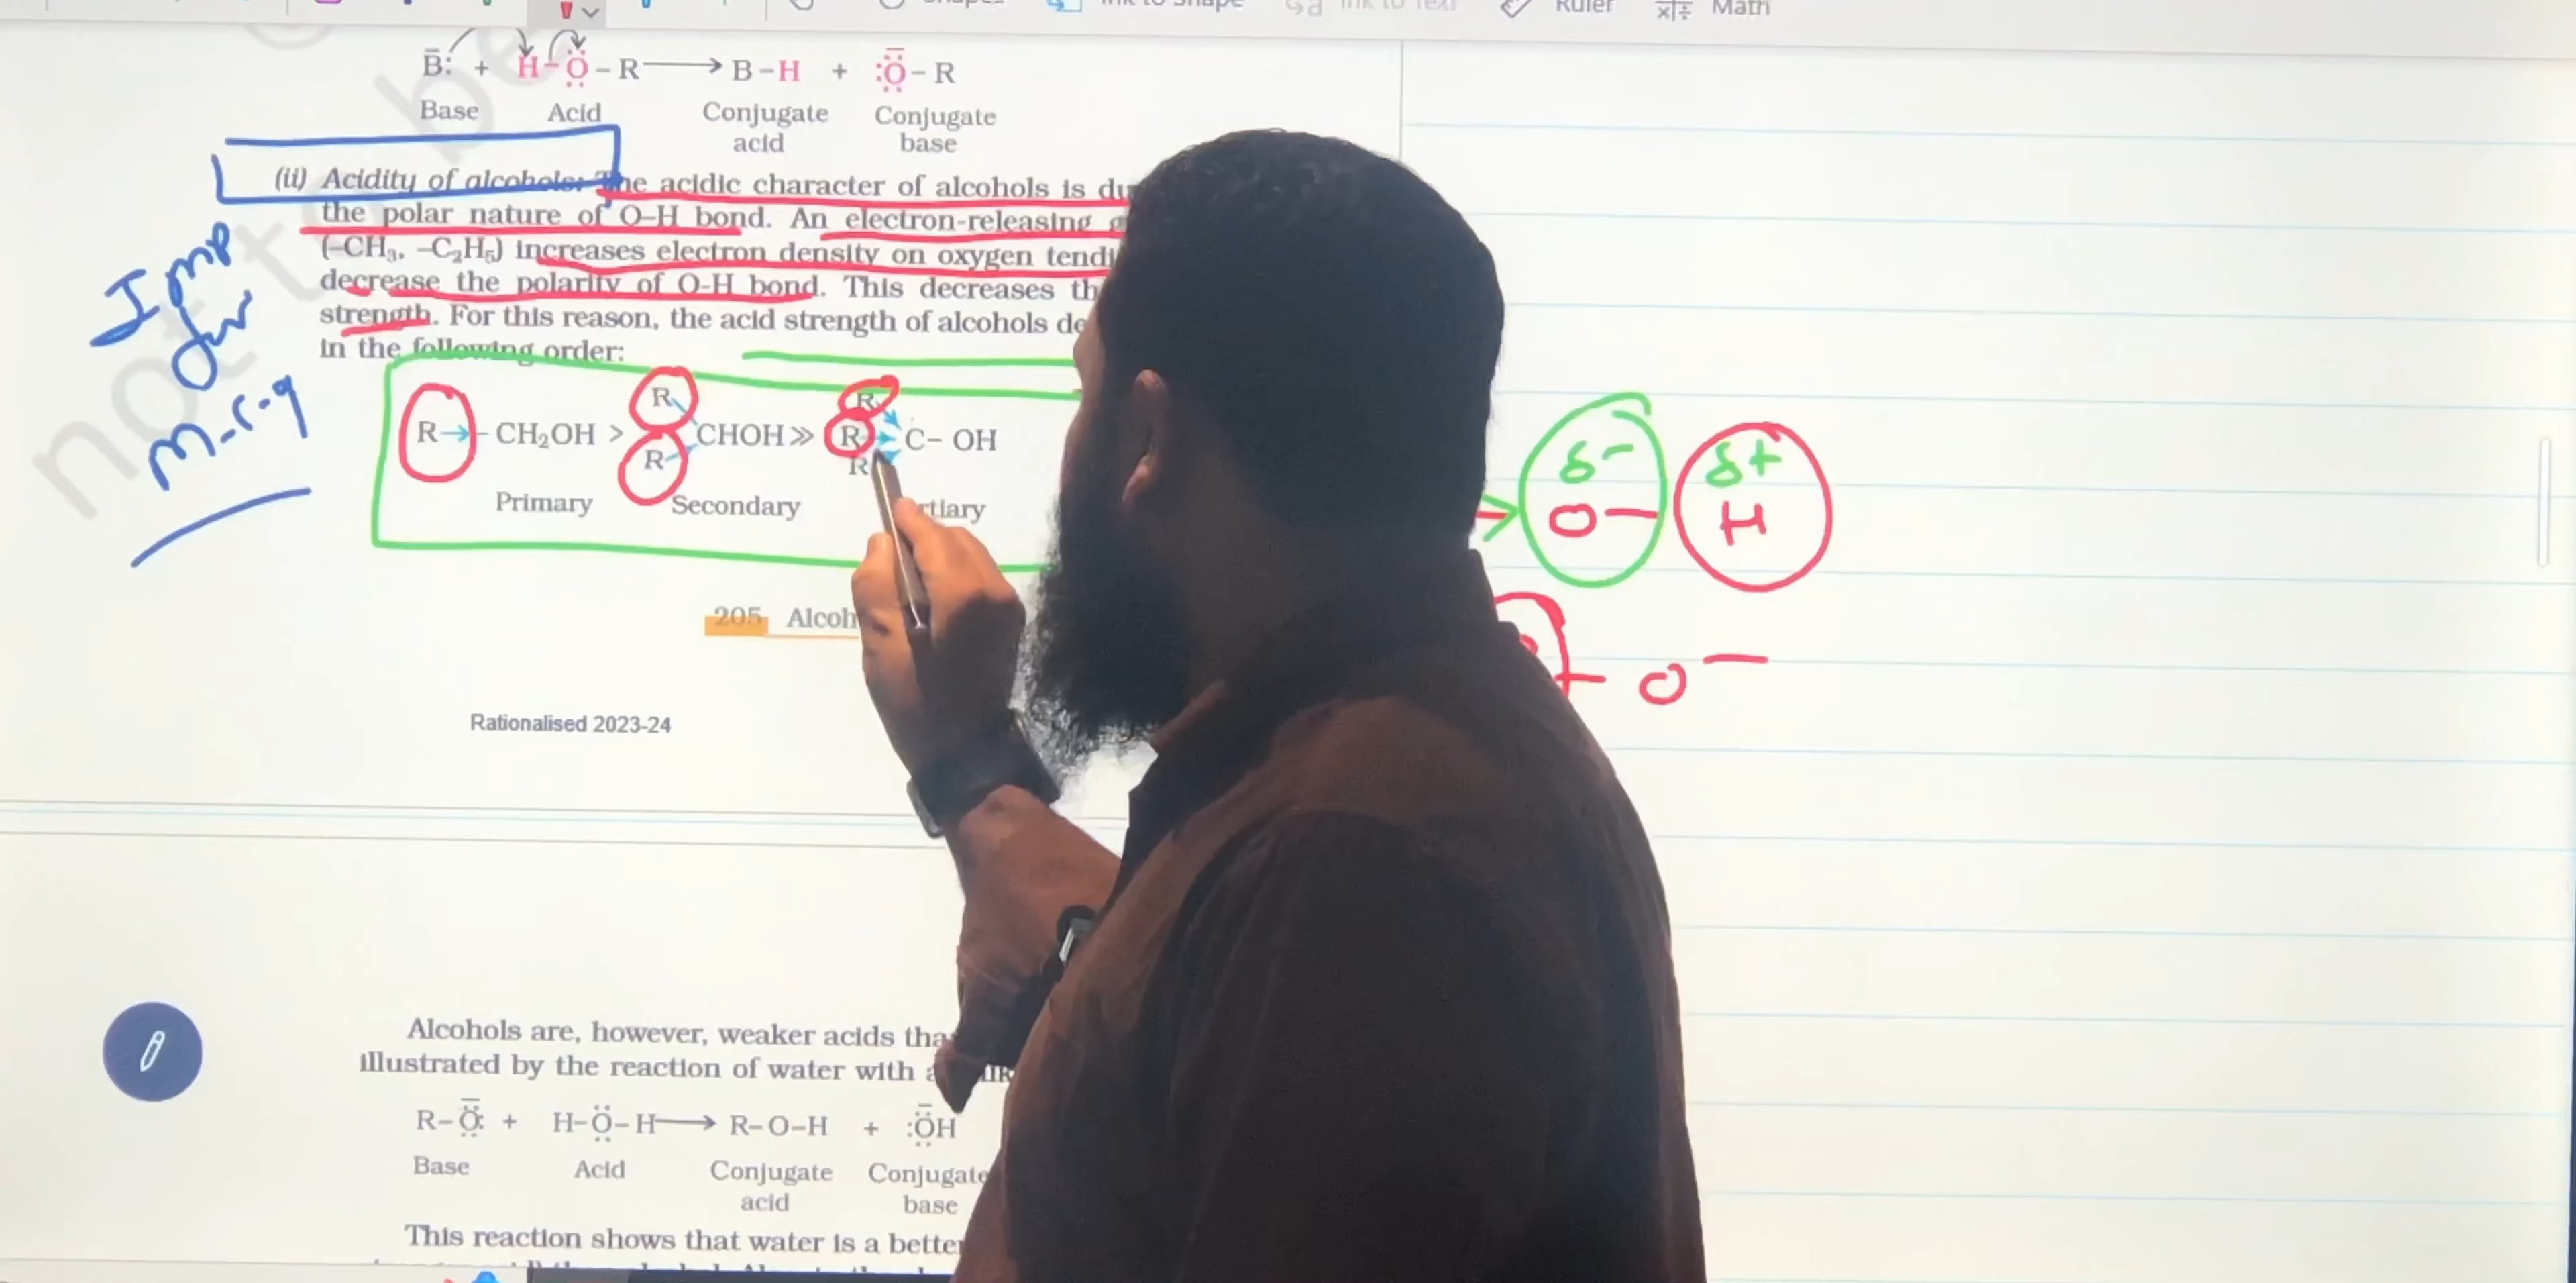 Ruler
Math
B: + H-O-R ⟶ B-H + :O-R
Base Acid Conjugate acid Conjugate base
(ii) Acidity of alcohols: The acidic character of alcohols is
the polar nature of O-H bond. An electron-releasing
(-CH₃, -C₂H₅) increases electron density on oxygen
decrease the polarity of O-H bond. This decreases
strength. For this reason, the acid strength of alcohols
in the following order:
Imp
for
m-c-q
R→CH₂OH > R R CHOH ≫ R R R C-OH
Primary Secondary
δ- δ+
O- H
O-
205
Rationalised 2023-24
Alcohols are, however, weaker acids
illustrated by the reaction of water with
R-O: + H-O-H ⟶ R-O-H + :OH
Base Acid Conjugate acid Conjugate base
This reaction shows that water is a